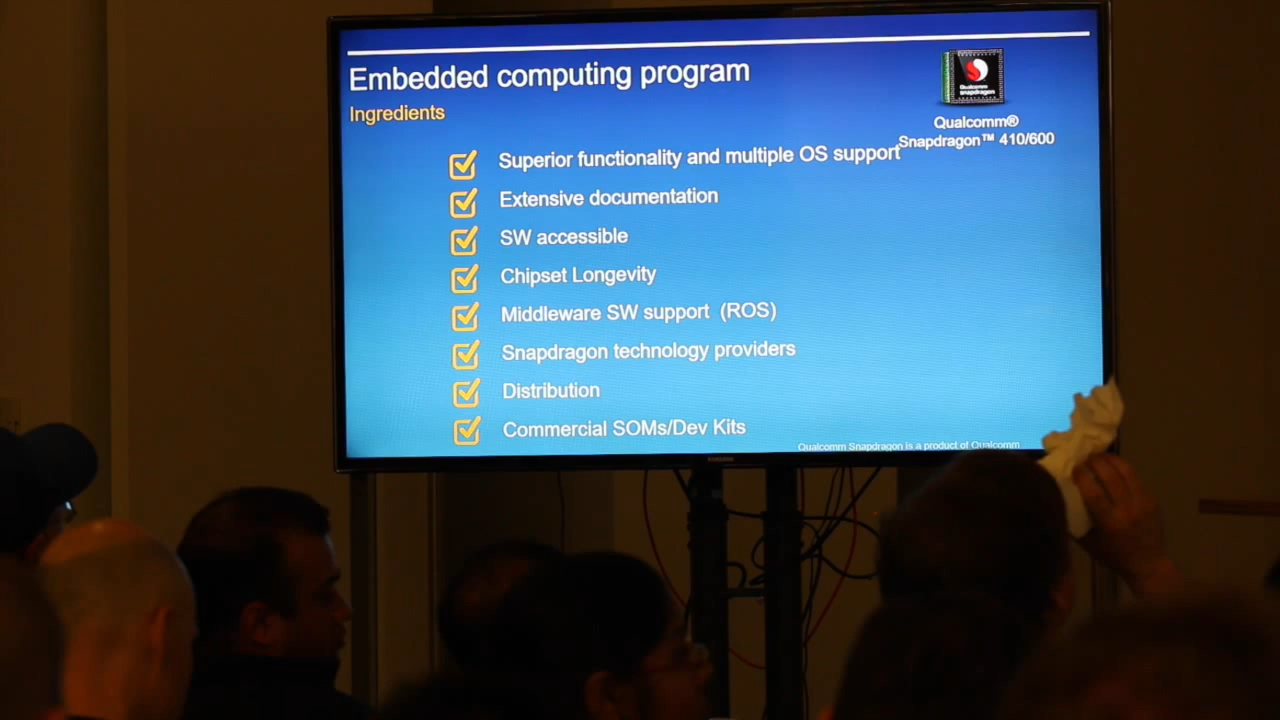 Embedded computing program
Ingredients
Qualcomm
snapdragon
Qualcomm®
Snapdragon™ 410/600
Superior functionality and multiple OS support
Extensive documentation
SW accessible
Chipset Longevity
Middleware SW support (ROS)
Snapdragon technology providers
Distribution
Commercial SOMs/Dev Kits
Qualcomm Snapdragon is a product of Qualcomm